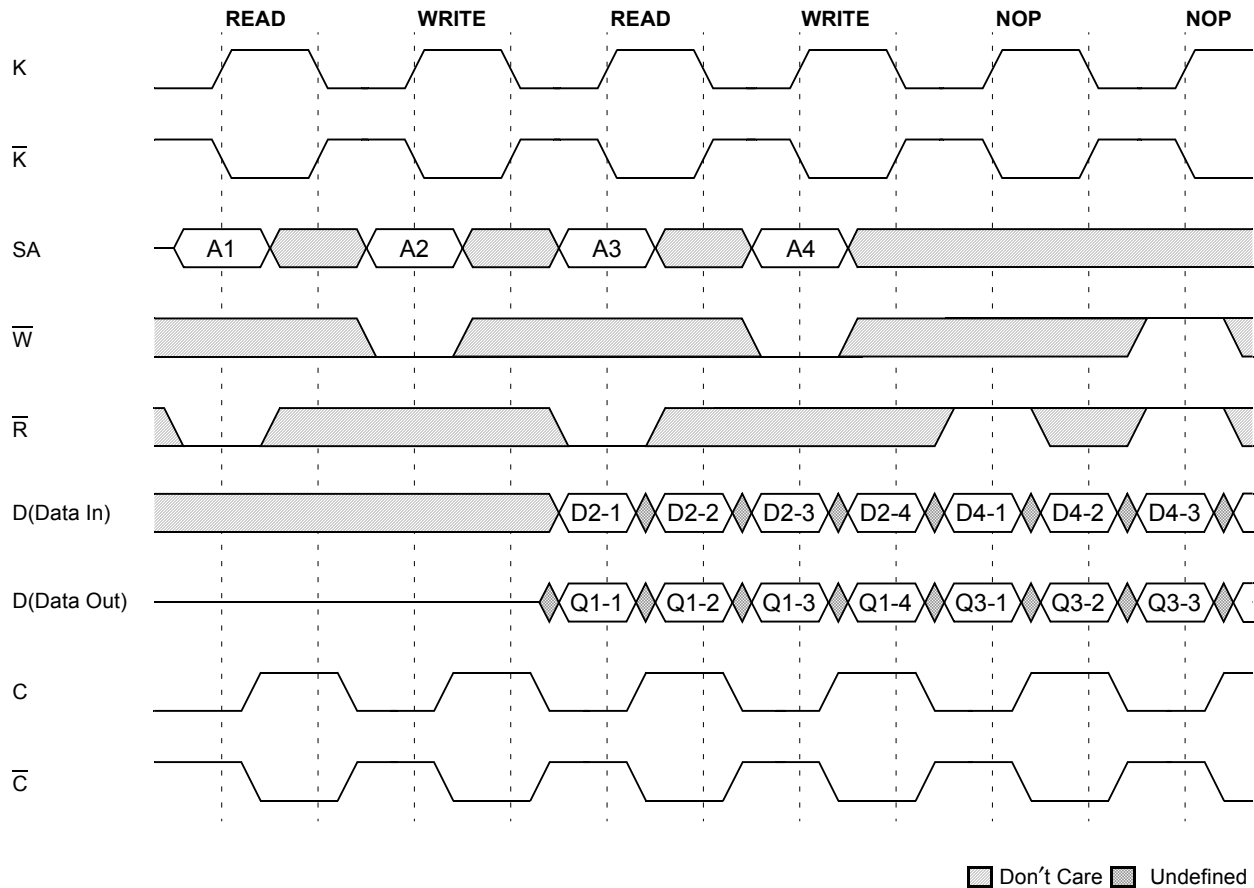 READ WRITE READ WRITE NOP NOP
K
K̅
SA A1 A2 A3 A4
W̅
R̅
D(Data In) D2-1 D2-2 D2-3 D2-4 D4-1 D4-2 D4-3
D(Data Out) Q1-1 Q1-2 Q1-3 Q1-4 Q3-1 Q3-2 Q3-3
C
C̅
Don′t Care Undefined